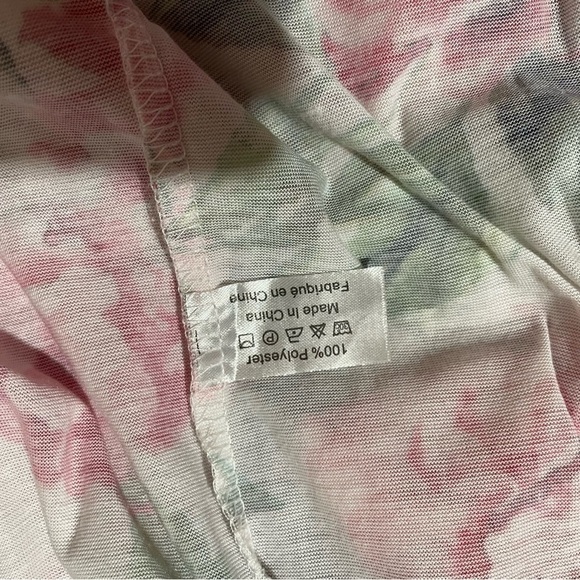 100% Polyester
Made In China
Fabriqué en Chine